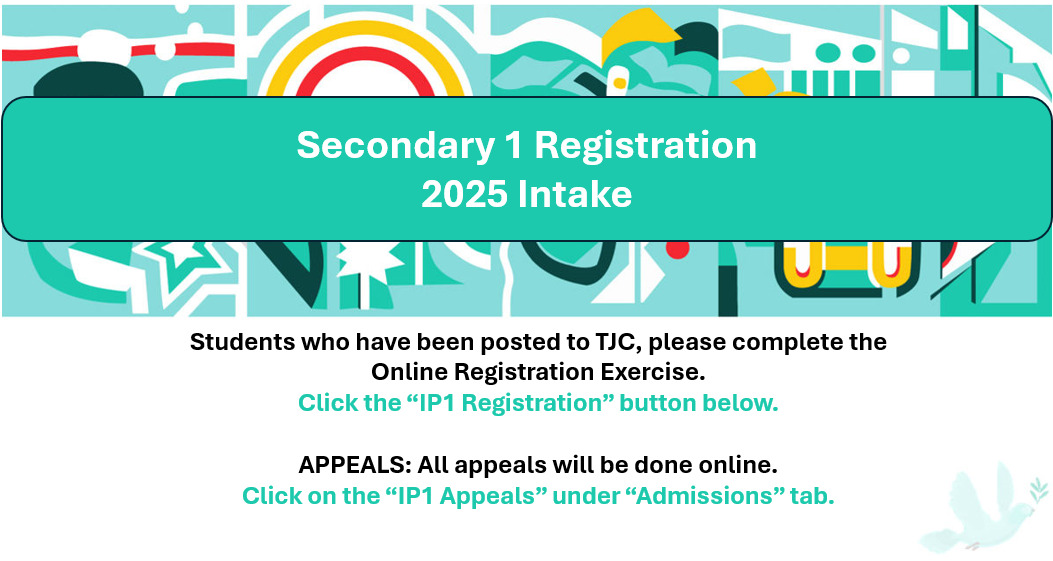 Secondary 1 Registration
2025 Intake
Students who have been posted to TJC, please complete the
Online Registration Exercise.
Click the “IP1 Registration” button below.
APPEALS: All appeals will be done online.
Click on the “IP1 Appeals” under “Admissions” tab.